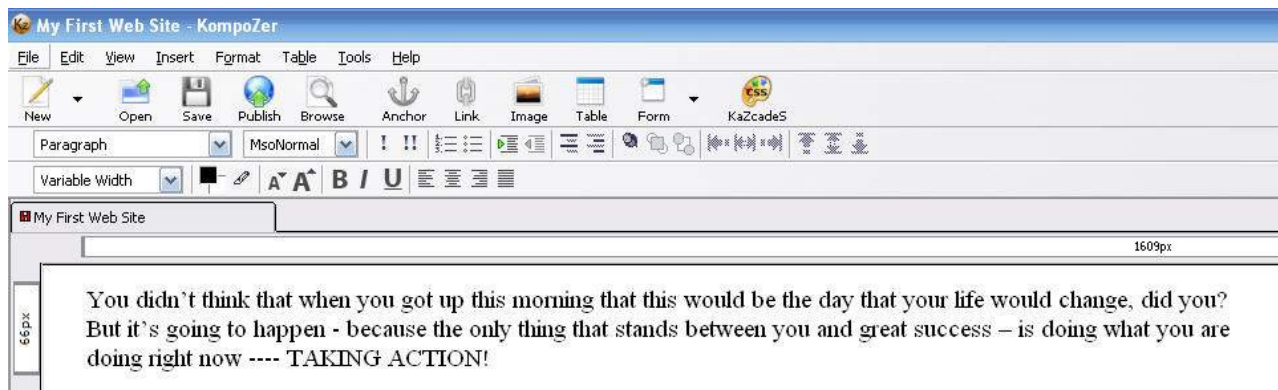 My First Web Site - KompoZer
File Edit View Insert Format Table Tools Help
New Open Save Publish Browse Anchor Link Image Table Form KaZcadeS
Paragraph MsoNormal ! !!
Variable Width A A B I U
My First Web Site
1609px
66px
You didn’t think that when you got up this morning that this would be the day that your life would change, did you?
But it’s going to happen - because the only thing that stands between you and great success – is doing what you are
doing right now ---- TAKING ACTION!